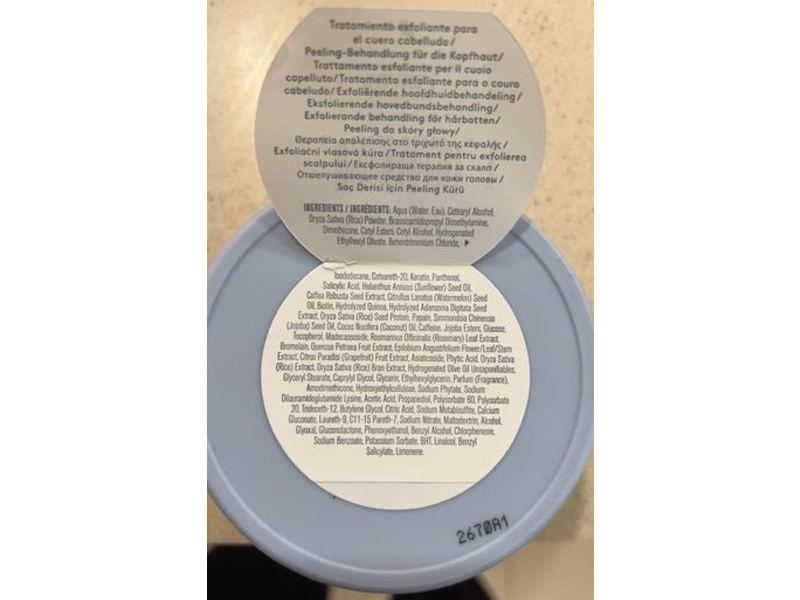 Tratamiento exfoliante para
el cuero cabelludo/
Peeling-Behandlung für die Kopfhaut/
Trattamento esfoliante per il cuoio
capelluto/Tratamento esfoliante para o couro
cabeludo/Exfoliërende hoofdhuidbehandeling/
Eksfolierende hovedbundsbehandling/
Exfolierande behandling för hårbotten/
Peeling do skóry głowy/
Θεραπεία απολέπισης στο τριχωτό της κεφαλής/
Exfoliační vlasavá kúra/Tratament pentru exfolierea
scalpului/Ексфолираща терапия за скалп/
Отшелушивающее средство для кожи головы/
Saç Derisi için Peeling Kürü
INGREDIENTS / INGRÉDIENTS: Aqua (Water, Eau), Cetearyl Alcohol,
Oryza Sativa (Rice) Powder, Brassicamidopropyl Dimethylamine,
Dimethicone, Cetyl Esters, Cetyl Alcohol, Hydrogenated
Ethylhexyl Olivate, Behentrimonium Chloride, ▶
Isododecane, Ceteareth-20, Keratin, Panthenol,
Salicylic Acid, Helianthus Annuus (Sunflower) Seed Oil,
Coffea Robusta Seed Extract, Citrullus Lanatus (Watermelon) Seed
Oil, Biotin, Hydrolyzed Quinoa, Hydrolyzed Adansonia Digitata Seed
Extract, Oryza Sativa (Rice) Seed Protein, Papain, Simmondsia Chinensis
(Jojoba) Seed Oil, Cocos Nucifera (Coconut) Oil, Caffeine, Jojoba Esters, Glucose,
Tocopherol, Madecassoside, Rosmarinus Officinalis (Rosemary) Leaf Extract,
Bromelain, Quercus Petraea Fruit Extract, Epilobium Angustifolium Flower/Leaf/Stem
Extract, Citrus Paradisi (Grapefruit) Fruit Extract, Asiaticoside, Phytic Acid, Oryza Sativa
(Rice) Extract, Oryza Sativa (Rice) Bran Extract, Hydrogenated Olive Oil Unsaponifiables,
Glyceryl Stearate, Caprylyl Glycol, Glycerin, Ethylhexylglycerin, Parfum (Fragrance),
Amodimethicone, Hydroxyethylcellulose, Sodium Phytate, Sodium
Dilauramidoglutamide Lysine, Acetic Acid, Propanediol, Polysorbate 60, Polysorbate
20, Trideceth-12, Butylene Glycol, Citric Acid, Sodium Metabisulfite, Calcium
Gluconate, Laureth-9, C11-15 Pareth-7, Sodium Nitrate, Maltodextrin, Alcohol,
Glyoxal, Gluconolactone, Phenoxyethanol, Benzyl Alcohol, Chlorphenesin,
Sodium Benzoate, Potassium Sorbate, BHT, Linalool, Benzyl
Salicylate, Limonene.
2670A1